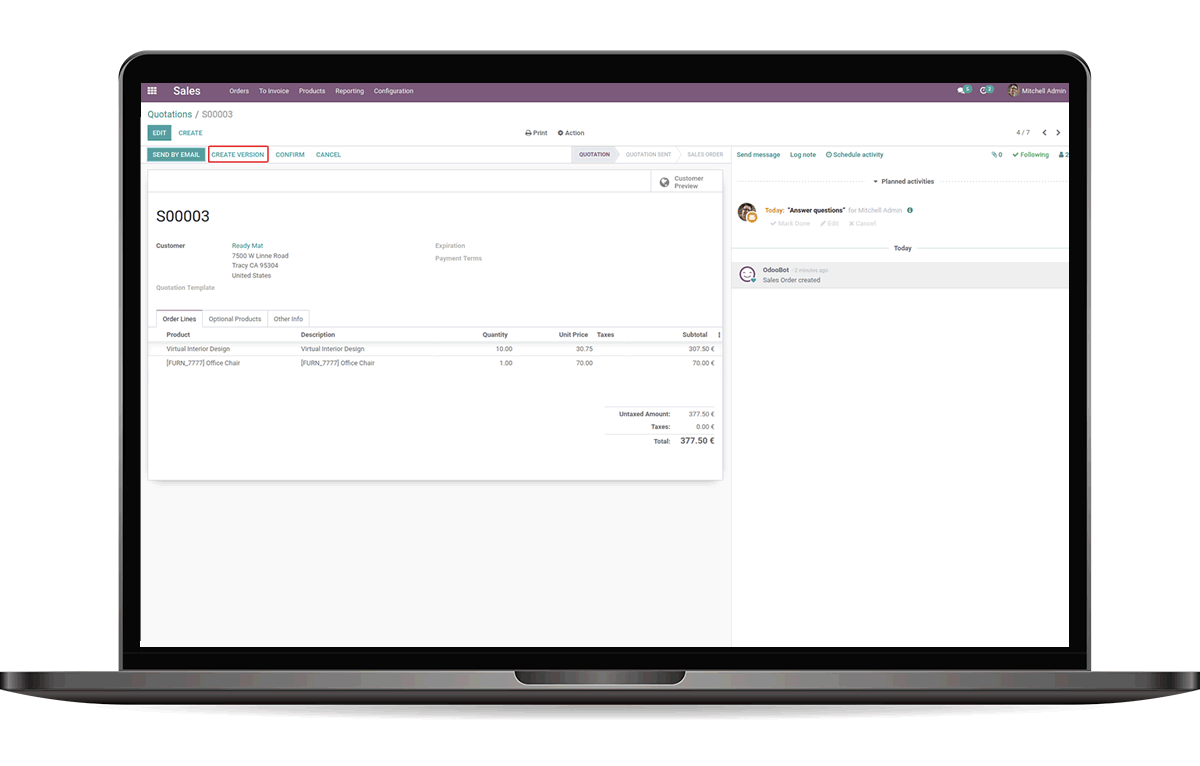 Sales Orders To Invoice Products Reporting Configuration 5 2 Mitchell Admin
Quotations / S00003
EDIT CREATE Print Action 4 / 7
SEND BY EMAIL CREATE VERSION CONFIRM CANCEL QUOTATION QUOTATION SENT SALES ORDER
Send message Log note Schedule activity 0 Following 2
Customer
Preview
Planned activities
S00003
Today: "Answer questions" for Mitchell Admin
Mark Done Edit Cancel
Customer Ready Mat
7500 W Linne Road
Tracy CA 95304
United States
Expiration
Payment Terms
Quotation Template
Today
OdooBot - 2 minutes ago
Sales Order created
Order Lines Optional Products Other Info
Product Description Quantity Unit Price Taxes Subtotal
Virtual Interior Design Virtual Interior Design 10.00 30.75 307.50 €
[FURN_7777] Office Chair [FURN_7777] Office Chair 1.00 70.00 70.00 €
Untaxed Amount: 377.50 €
Taxes: 0.00 €
Total: 377.50 €